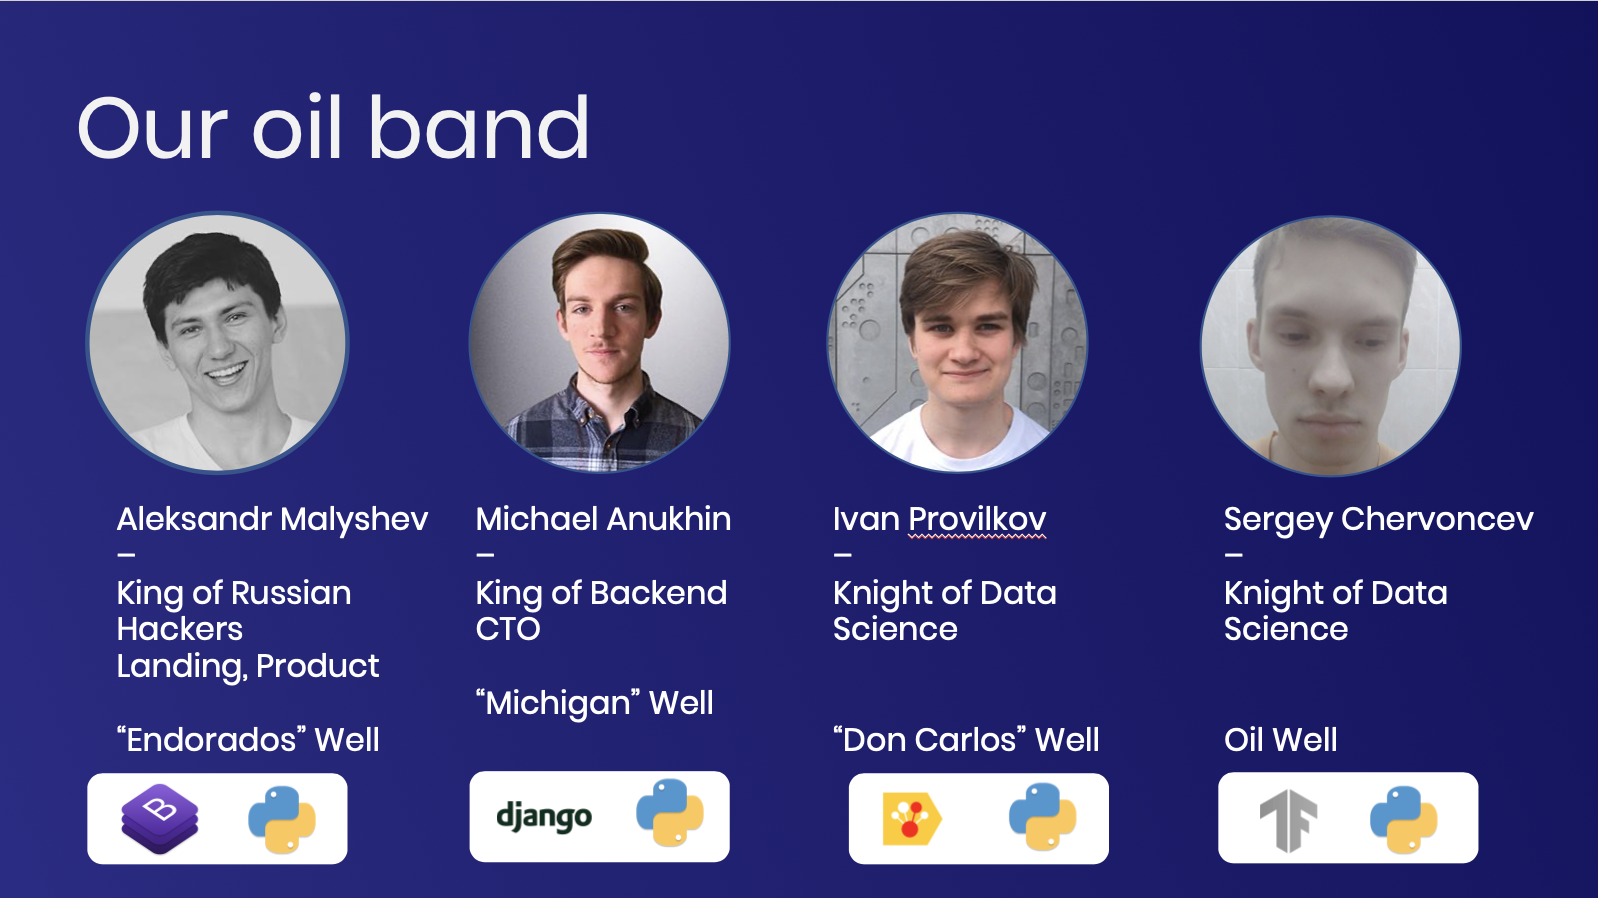 Our oil band
Aleksandr Malyshev
–
King of Russian
Hackers
Landing, Product
“Endorados” Well
Michael Anukhin
–
King of Backend
CTO
“Michigan” Well
Ivan Provilkov
–
Knight of Data
Science
“Don Carlos” Well
Sergey Chervoncev
–
Knight of Data
Science
Oil Well
B
django